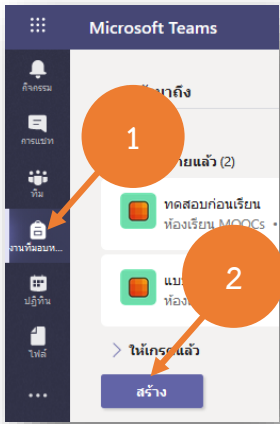 Microsoft Teams
กิจกรรม
การแชท
ทีม
งานที่มอบห...
ปฏิทิน
ไฟล์
1
(2)
ทดสอบก่อนเรียน
ห้องเรียน MOOCs •
2
ให้เกรดแล้ว
สร้าง